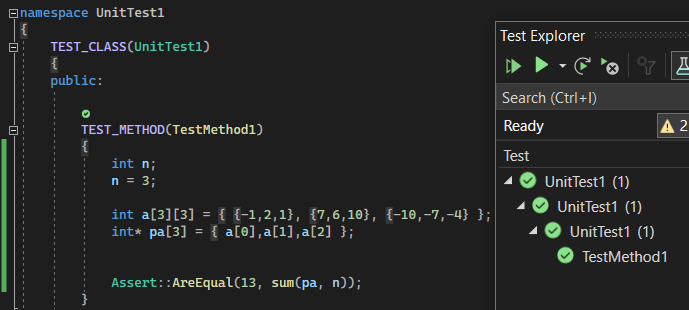 namespace UnitTest1
{
TEST_CLASS(UnitTest1)
{
public:
TEST_METHOD(TestMethod1)
{
int n;
n = 3;
int a[3][3] = { {-1,2,1}, {7,6,10}, {-10,-7,-4} };
int* pa[3] = { a[0],a[1],a[2] };
Assert::AreEqual(13, sum(pa, n));
}
Test Explorer
Search (Ctrl+I)
Ready
2
Test
UnitTest1 (1)
UnitTest1 (1)
UnitTest1 (1)
TestMethod1